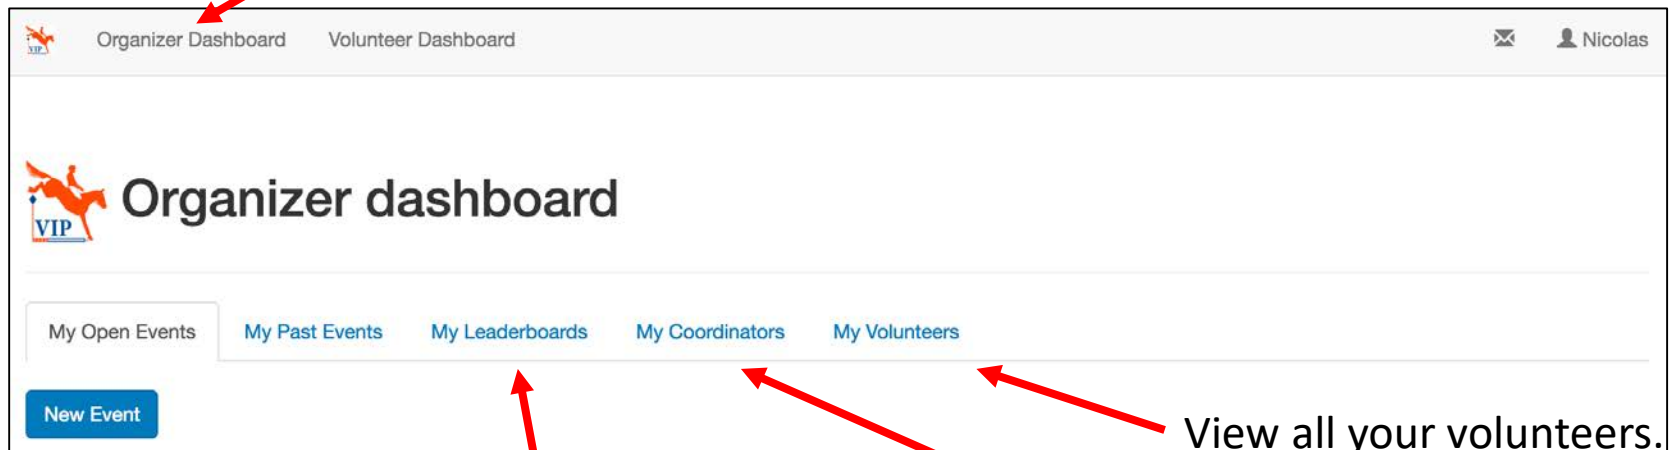 VIP Organizer Dashboard Volunteer Dashboard Nicolas
VIP Organizer dashboard
My Open Events My Past Events My Leaderboards My Coordinators My Volunteers
New Event
View all your volunteers.